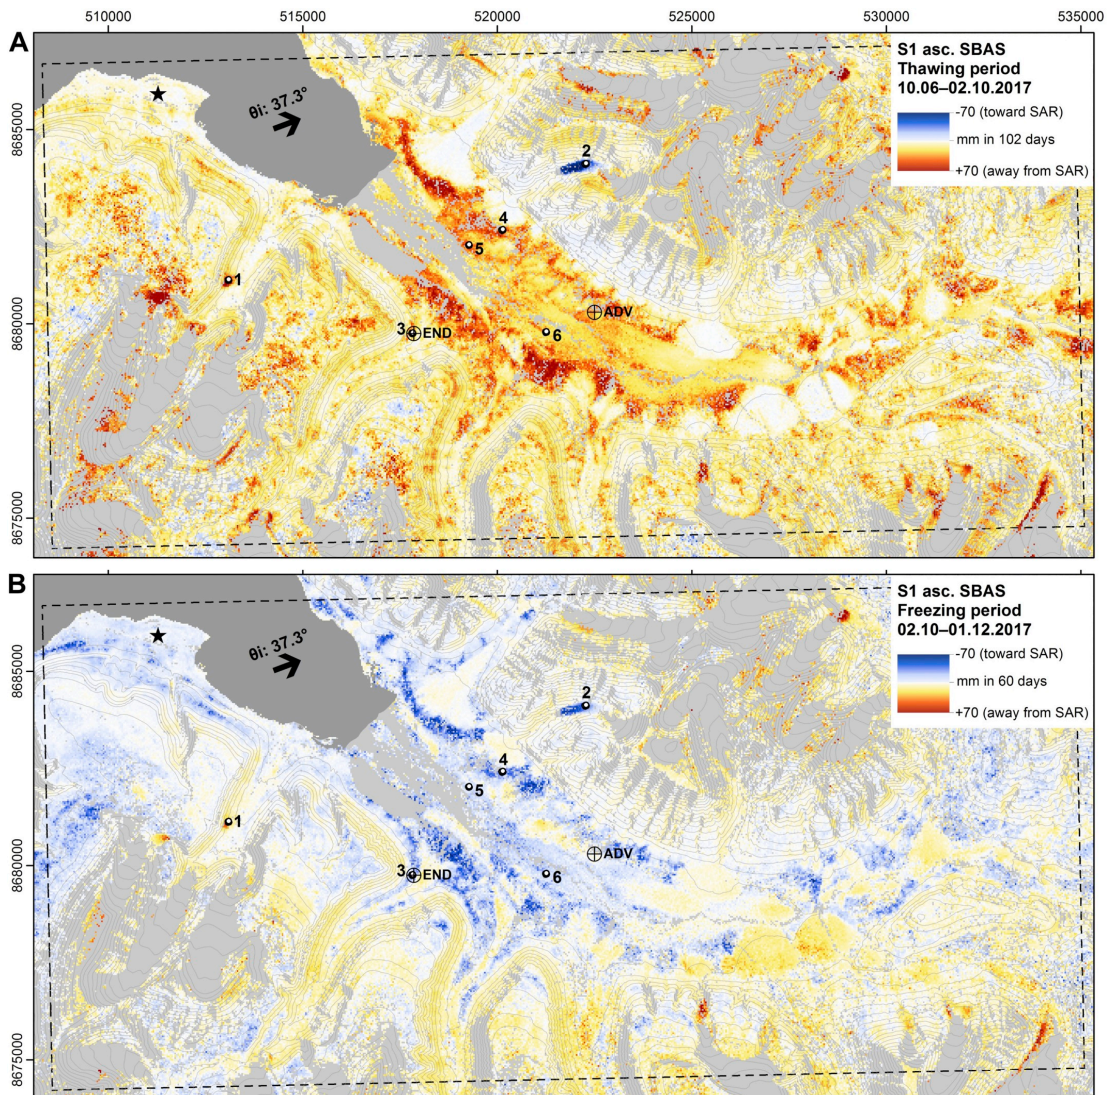 510000 515000 520000 525000 530000 535000
A
S1 asc. SBAS
Thawing period
10.06–02.10.2017
-70 (toward SAR)
mm in 102 days
+70 (away from SAR)
θi: 37.3°
8685000
8680000
8675000
2
4
5
1
ADV
3 END
6
B
S1 asc. SBAS
Freezing period
02.10–01.12.2017
-70 (toward SAR)
mm in 60 days
+70 (away from SAR)
θi: 37.3°
8685000
8680000
8675000
2
4
5
1
ADV
3 END
6